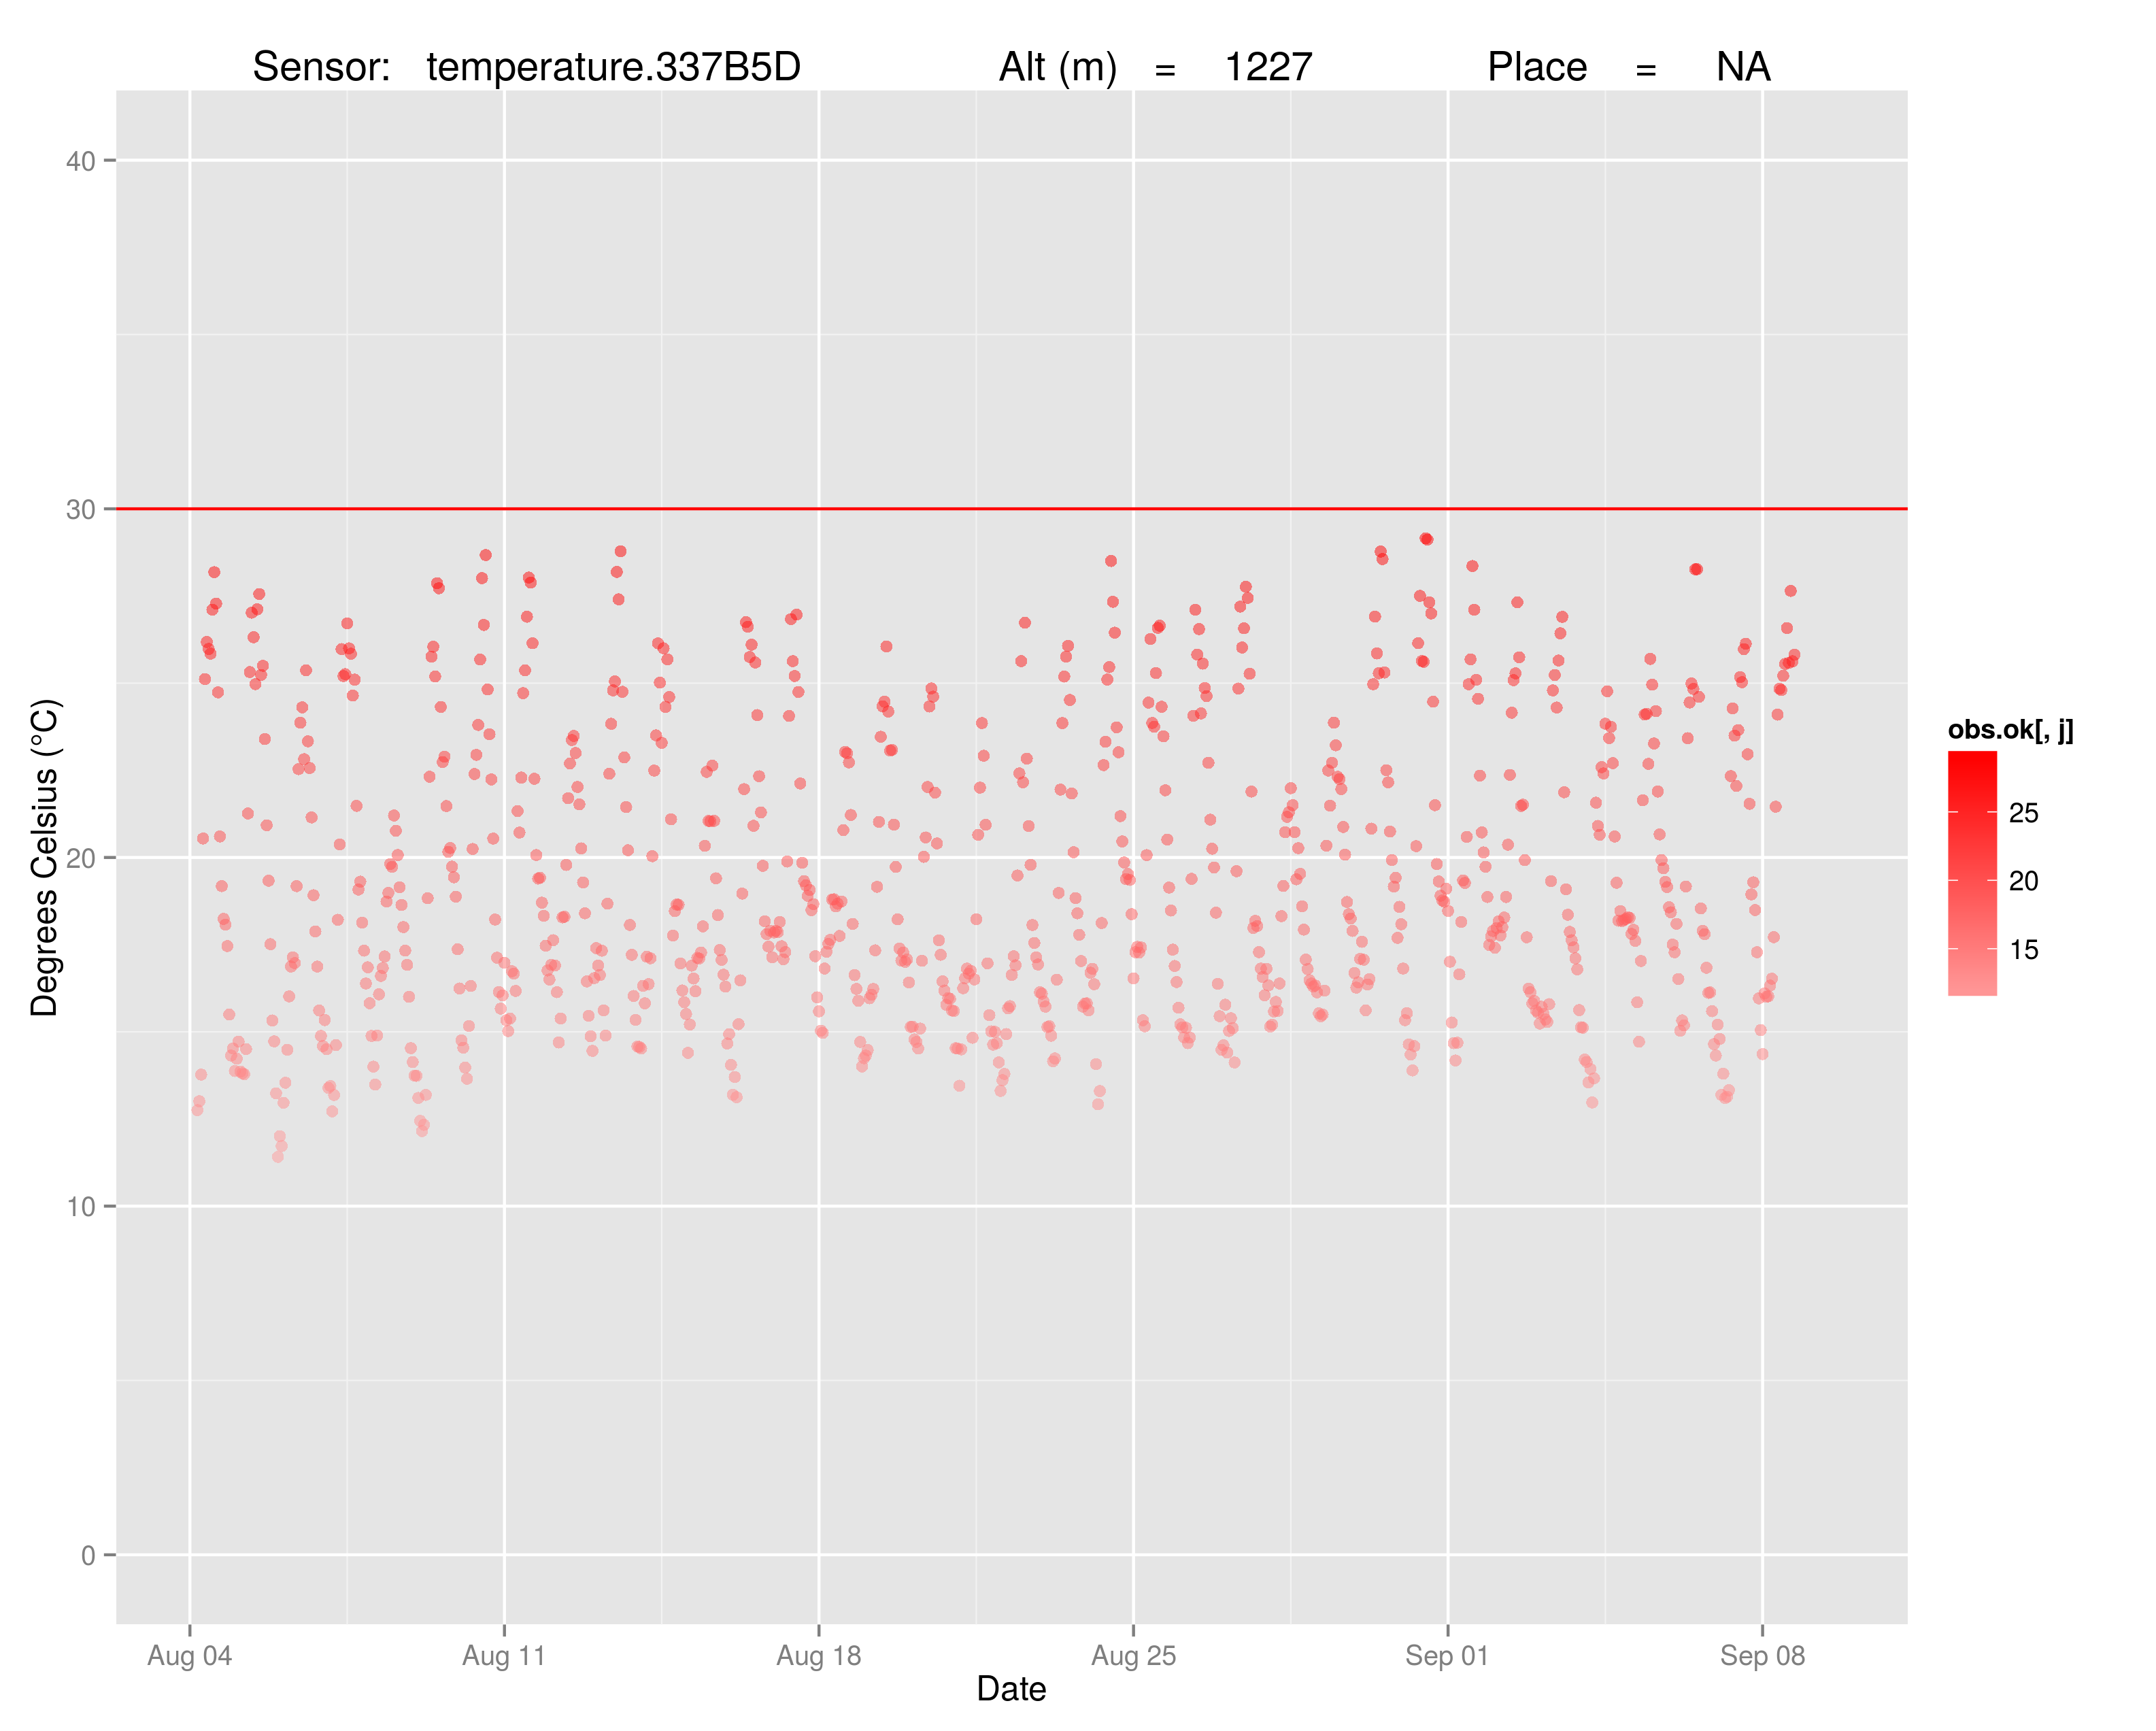 Sensor: temperature.337B5D Alt (m) = 1227 Place = NA
40
30
20
10
0
Degrees Celsius (°C)
Aug 04 Aug 11 Aug 18 Aug 25 Sep 01 Sep 08
Date
obs.ok[, j]
25
20
15